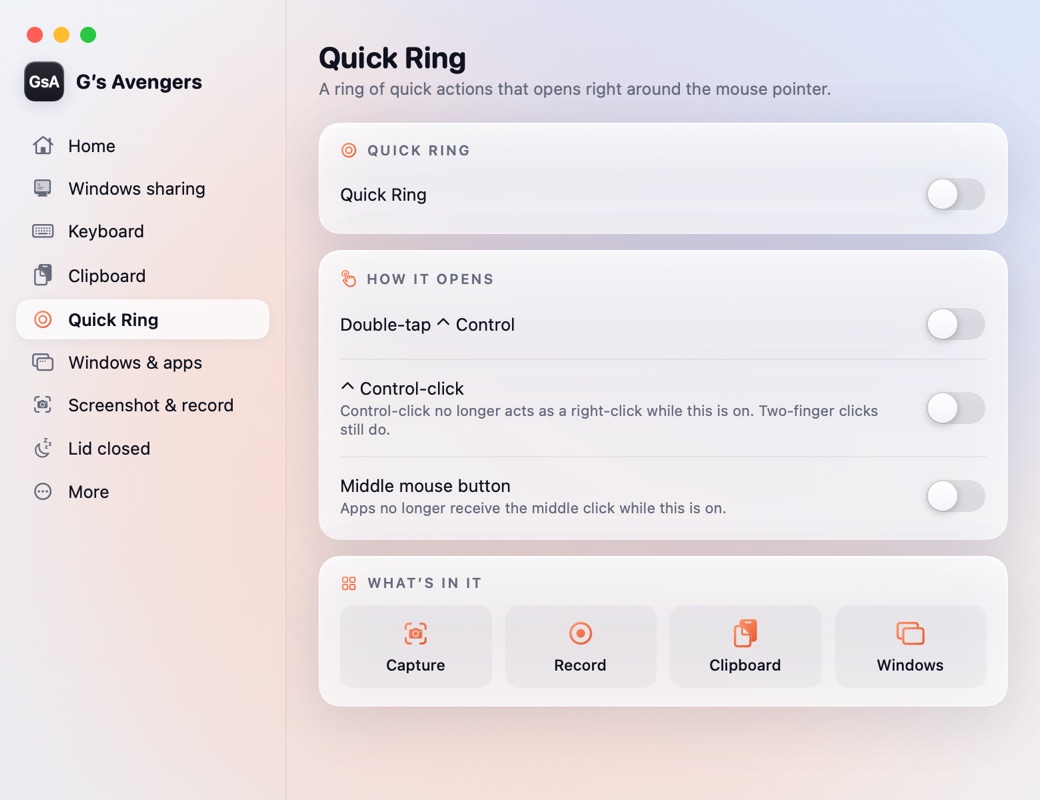 GsA G's Avengers
Home
Windows sharing
Keyboard
Clipboard
Quick Ring
Windows & apps
Screenshot & record
Lid closed
More
Quick Ring
A ring of quick actions that opens right around the mouse pointer.
QUICK RING
Quick Ring
HOW IT OPENS
Double-tap ^ Control
^ Control-click
Control-click no longer acts as a right-click while this is on. Two-finger clicks
still do.
Middle mouse button
Apps no longer receive the middle click while this is on.
WHAT'S IN IT
Capture
Record
Clipboard
Windows